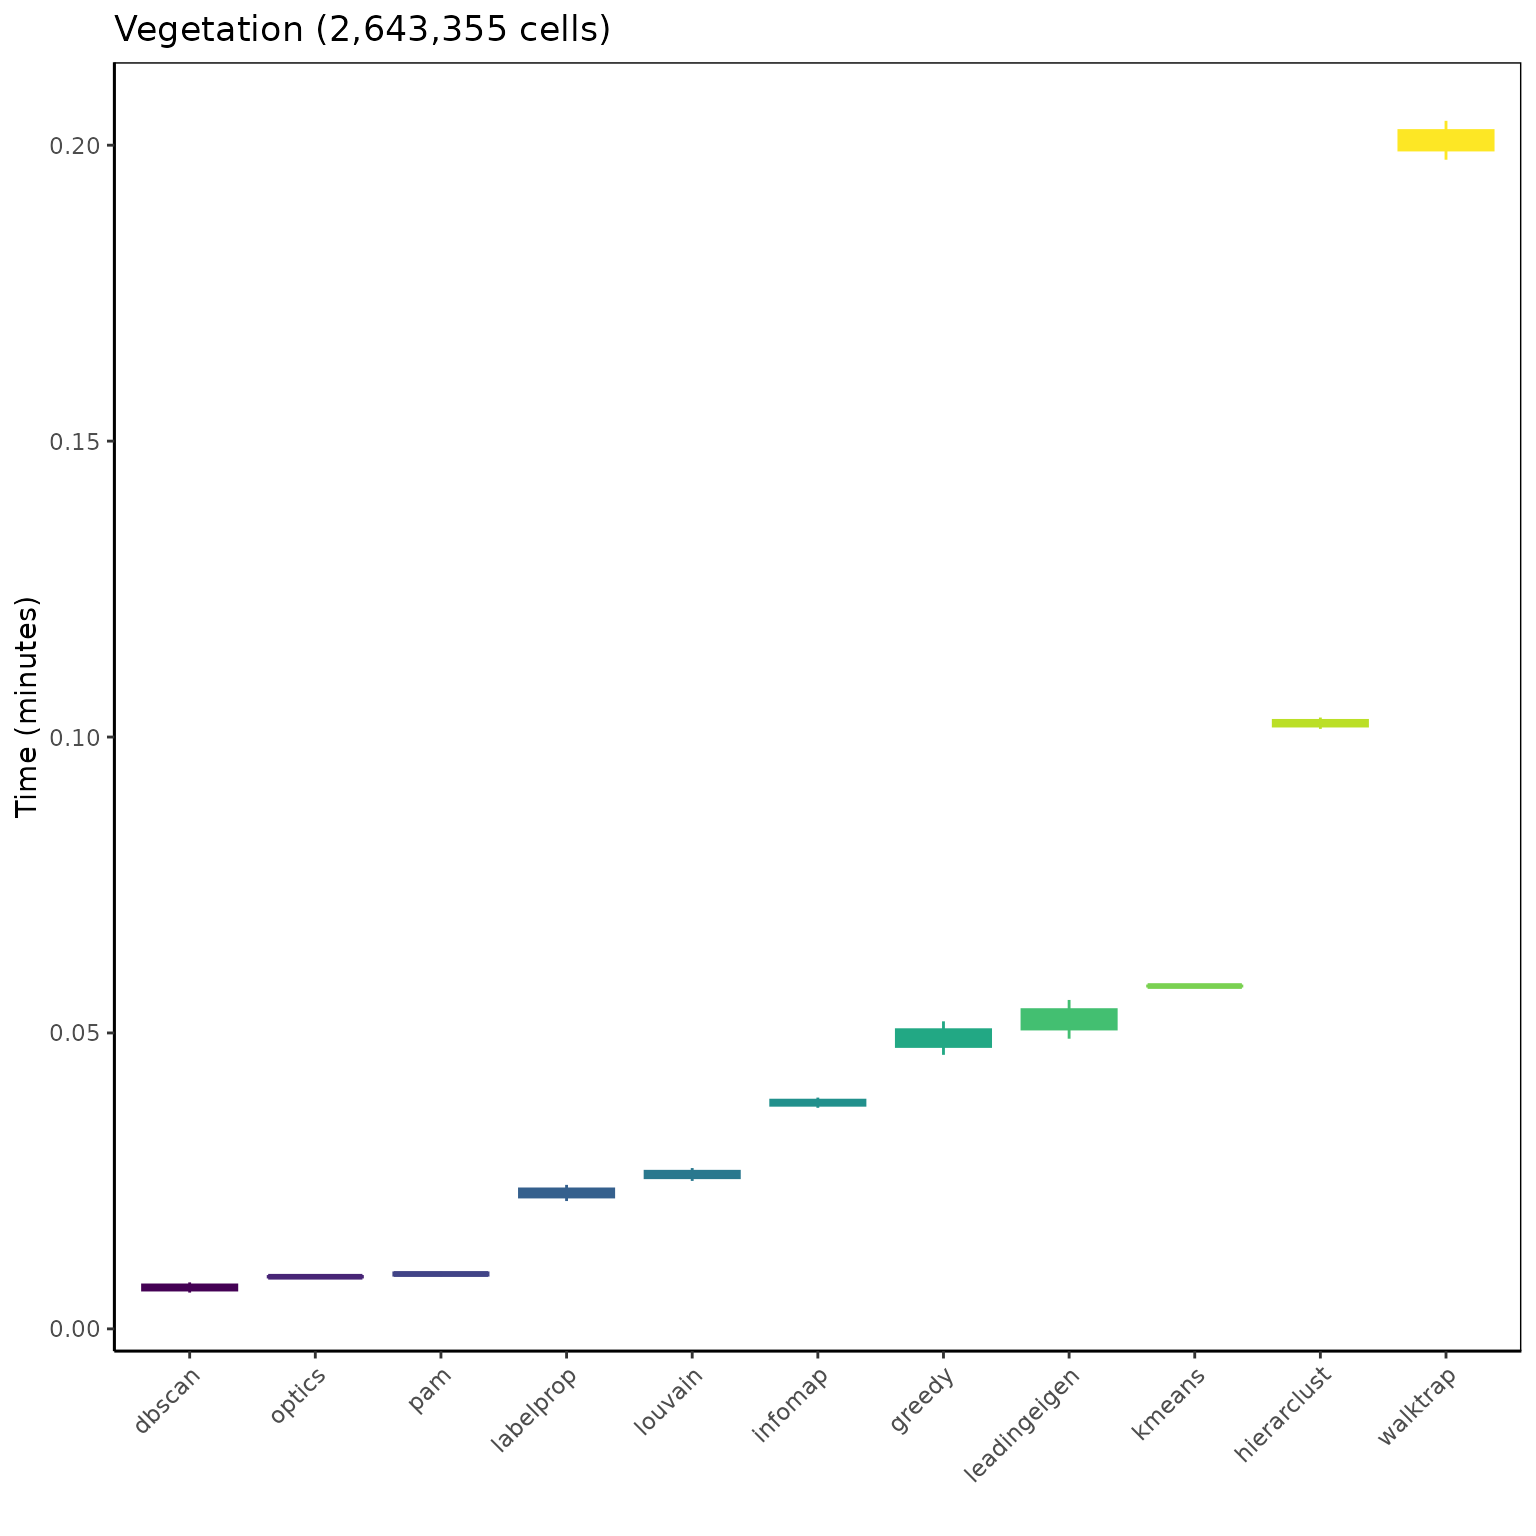 Vegetation (2,643,355 cells)
Time (minutes)
0.20
0.15
0.10
0.05
0.00
dbscan
optics
pam
labelprop
louvain
infomap
greedy
leadingeigen
kmeans
hierarclust
walktrap